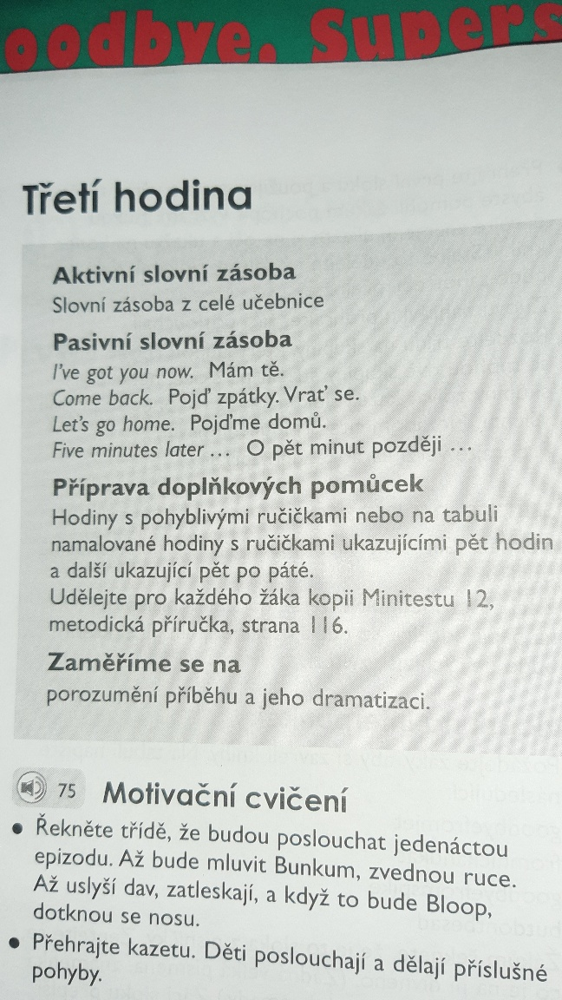 oodbye, Supers
Třetí hodina
Aktivní slovní zásoba
Slovní zásoba z celé učebnice
Pasivní slovní zásoba
I've got you now. Mám tě.
Come back. Pojď zpátky. Vrať se.
Let's go home. Pojďme domů.
Five minutes later ... O pět minut později ...
Příprava doplňkových pomůcek
Hodiny s pohyblivými ručičkami nebo na tabuli
namalované hodiny s ručičkami ukazujícími pět hodin
a další ukazující pět po páté.
Udělejte pro každého žáka kopii Minitestu 12,
metodická příručka, strana 116.
Zaměříme se na
porozumění příběhu a jeho dramatizaci.
75 Motivační cvičení
• Řekněte třídě, že budou poslouchat jedenáctou
epizodu. Až bude mluvit Bunkum, zvednou ruce.
Až uslyší dav, zatleskají, a když to bude Bloop,
dotknou se nosu.
• Přehrajte kazetu. Děti poslouchají a dělají příslušné
pohyby.